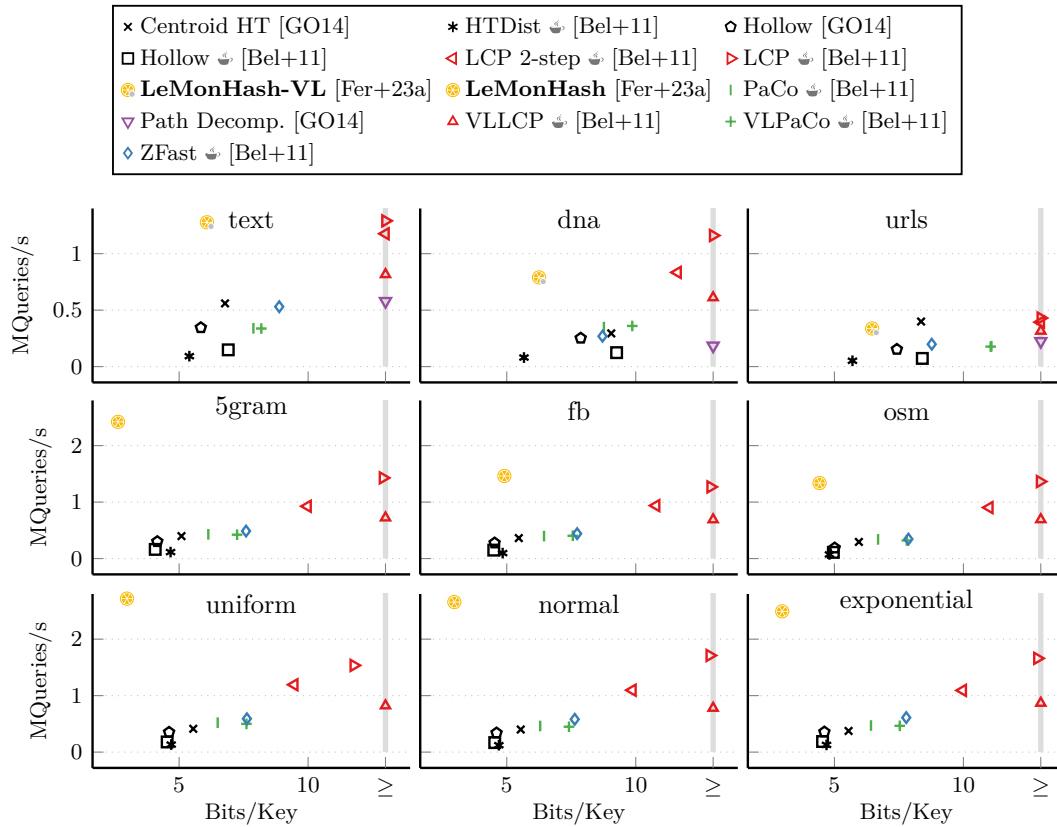 Centroid HT [GO14] HTDist ☕ [Bel+11] Hollow [GO14]
Hollow ☕ [Bel+11] LCP 2-step ☕ [Bel+11] LCP ☕ [Bel+11]
LeMonHash-VL [Fer+23a] LeMonHash [Fer+23a] PaCo ☕ [Bel+11]
Path Decomp. [GO14] VLLCP ☕ [Bel+11] VLPaCo ☕ [Bel+11]
ZFast ☕ [Bel+11]
text dna urls
MQueries/s
1
0.5
0
5gram fb osm
MQueries/s
2
1
0
uniform normal exponential
MQueries/s
2
1
0
5 10 ≥ 5 10 ≥ 5 10 ≥
Bits/Key Bits/Key Bits/Key